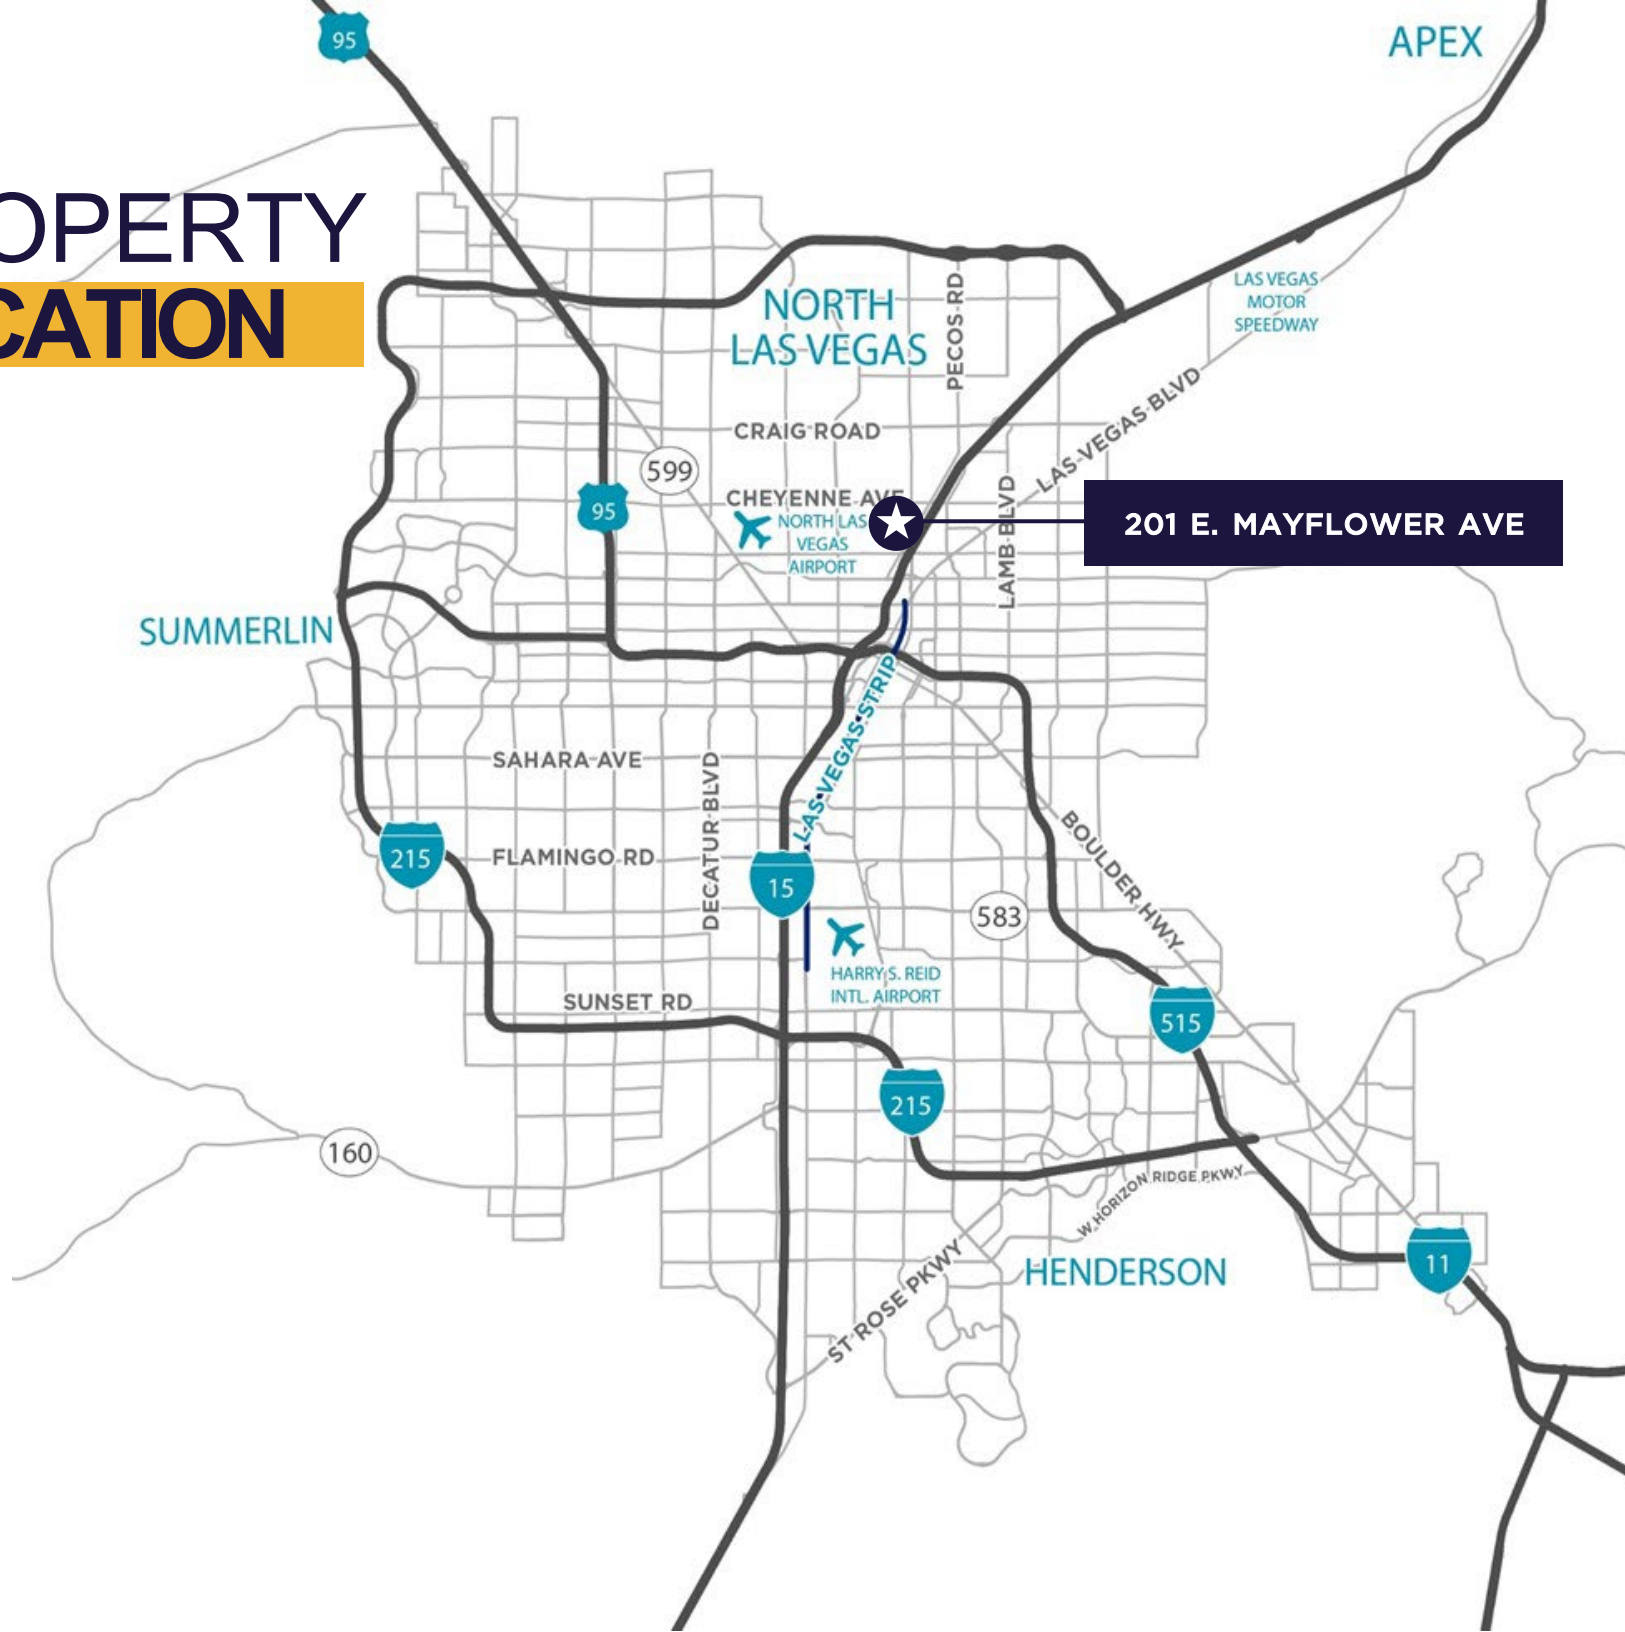 95
APEX
OPERTY
CATION
LAS VEGAS
MOTOR
SPEEDWAY
NORTH
LAS VEGAS
PECOS RD
CRAIG ROAD
LAS VEGAS BLVD
599
CHEYENNE AVE
95
NORTH LAS
VEGAS
AIRPORT
LAMB BLVD
201 E. MAYFLOWER AVE
SUMMERLIN
LAS VEGAS STRIP
SAHARA AVE
DECATUR BLVD
BOULDER HWY
215
FLAMINGO RD
15
583
HARRY S. REID
INTL. AIRPORT
SUNSET RD
515
215
160
W HORIZON RIDGE PKWY
ST ROSE PKWY
HENDERSON
11